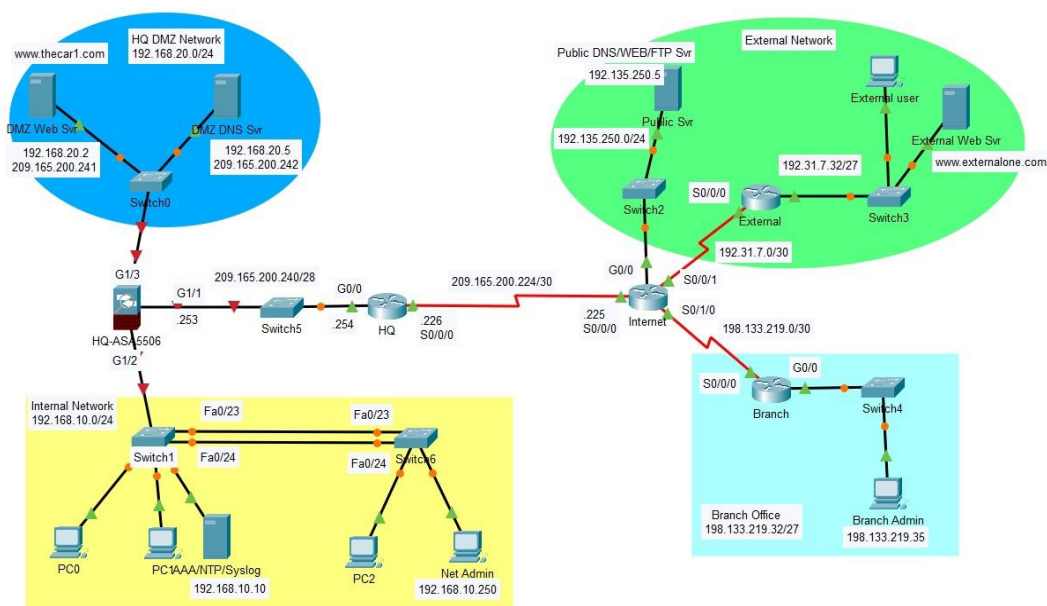 HQ DMZ Network
192.168.20.0/24
www.thecar1.com
DMZ Web Svr
DMZ DNS Svr
192.168.20.2
209.165.200.241
192.168.20.5
209.165.200.242
Switch0
G1/3
G1/1
.253
HQ-ASA5506
G1/2
209.165.200.240/28
Switch5
G0/0
.254
HQ
.226
S0/0/0
209.165.200.224/30
.225
S0/0/0
Internet
G0/0
S0/0/1
S0/1/0
Public DNS/WEB/FTP Svr
192.135.250.5
Public Svr
192.135.250.0/24
Switch2
External Network
External user
External Web Svr
www.externalone.com
192.31.7.32/27
Switch3
S0/0/0
External
192.31.7.0/30
198.133.219.0/30
S0/0/0
G0/0
Branch
Switch4
Branch Office
198.133.219.32/27
Branch Admin
198.133.219.35
Internal Network
192.168.10.0/24
Fa0/23
Fa0/23
Switch1
Fa0/24
Fa0/24
Switch6
PC0
PC1
AAA/NTP/Syslog
192.168.10.10
PC2
Net Admin
192.168.10.250